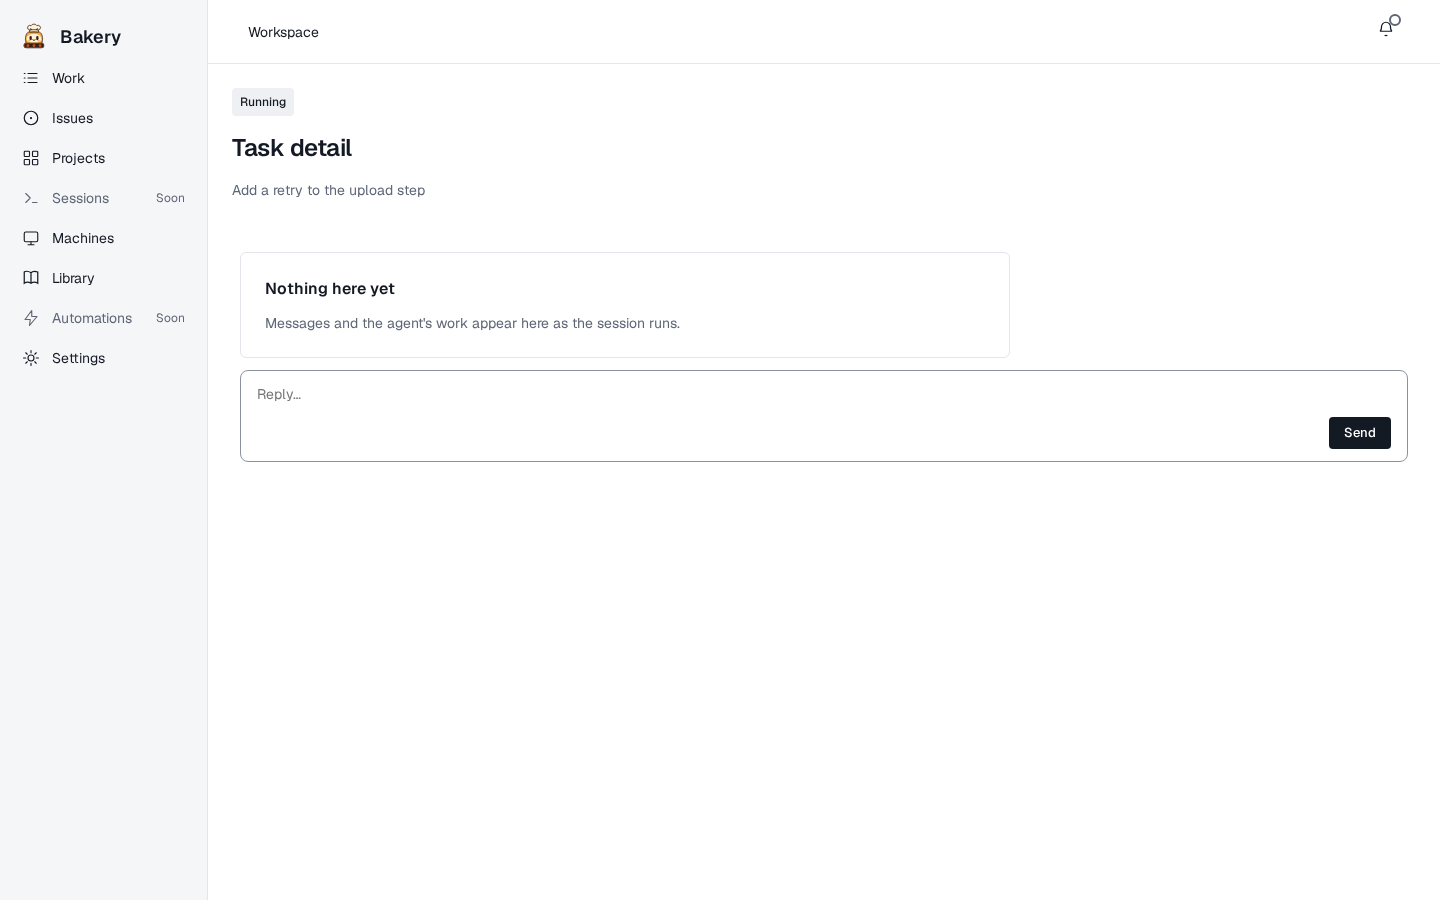 Bakery
Work
Issues
Projects
Sessions Soon
Machines
Library
Automations Soon
Settings
Workspace
Running
Task detail
Add a retry to the upload step
Nothing here yet
Messages and the agent's work appear here as the session runs.
Reply...
Send